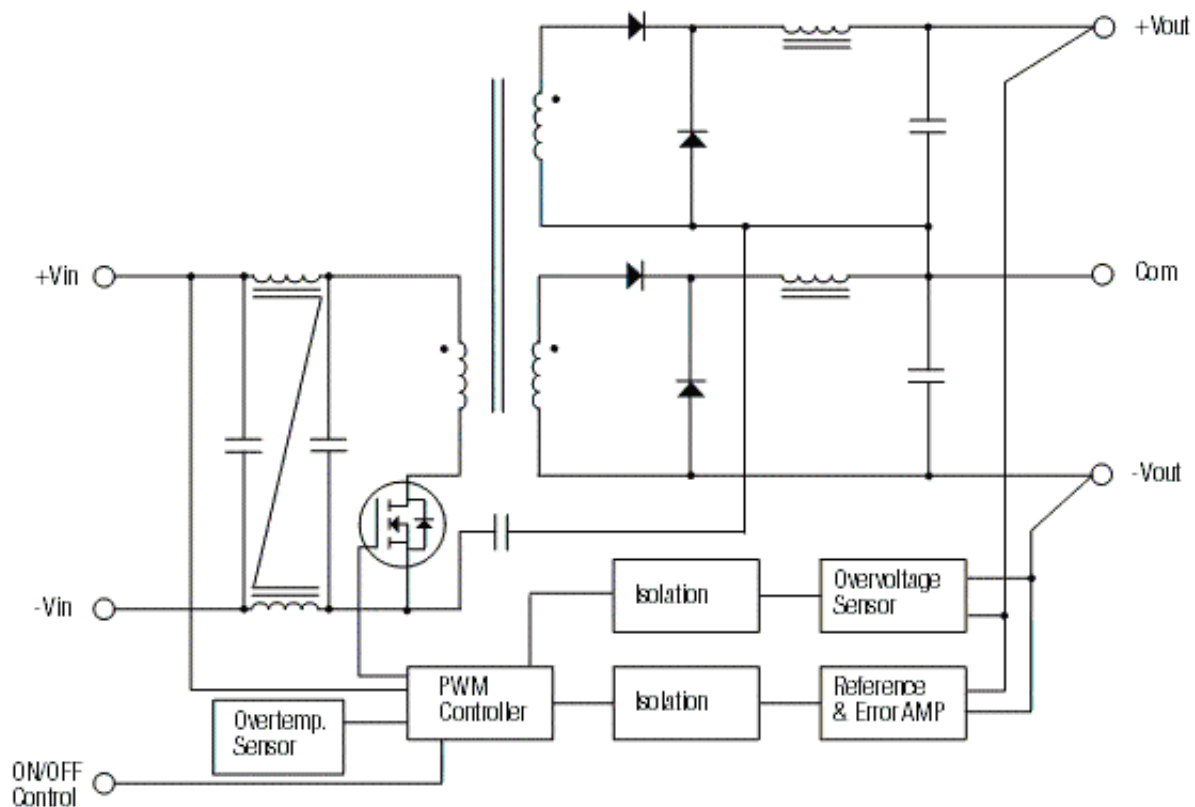 +Vout
+Vin
Com
-Vout
-Vin
Isolation
Overvoltage
Sensor
PWM
Controller
Isolation
Reference
& Error AMP
Overtemp.
Sensor
ON/OFF
Control